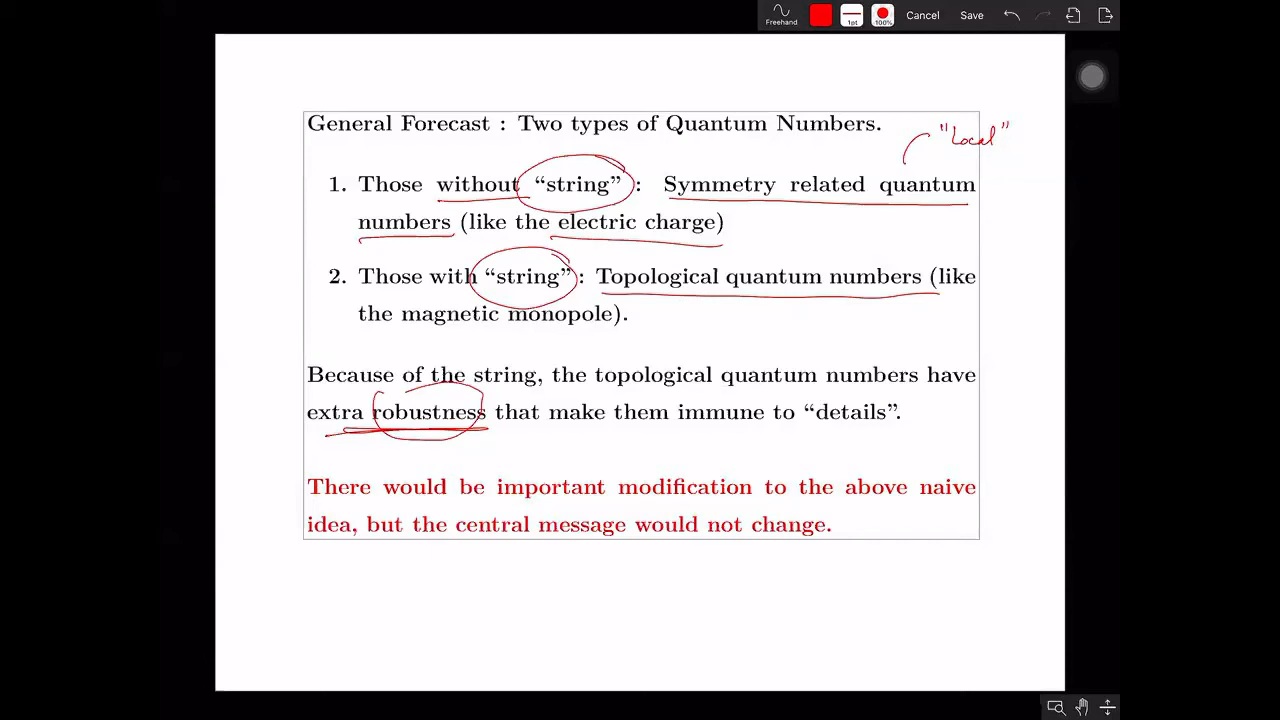 Freehand
1pt
100%
Cancel
Save
General Forecast : Two types of Quantum Numbers.
"Local"
1. Those without “string” : Symmetry related quantum
numbers (like the electric charge)
2. Those with “string” : Topological quantum numbers (like
the magnetic monopole).
Because of the string, the topological quantum numbers have
extra robustness that make them immune to “details”.
There would be important modification to the above naive
idea, but the central message would not change.